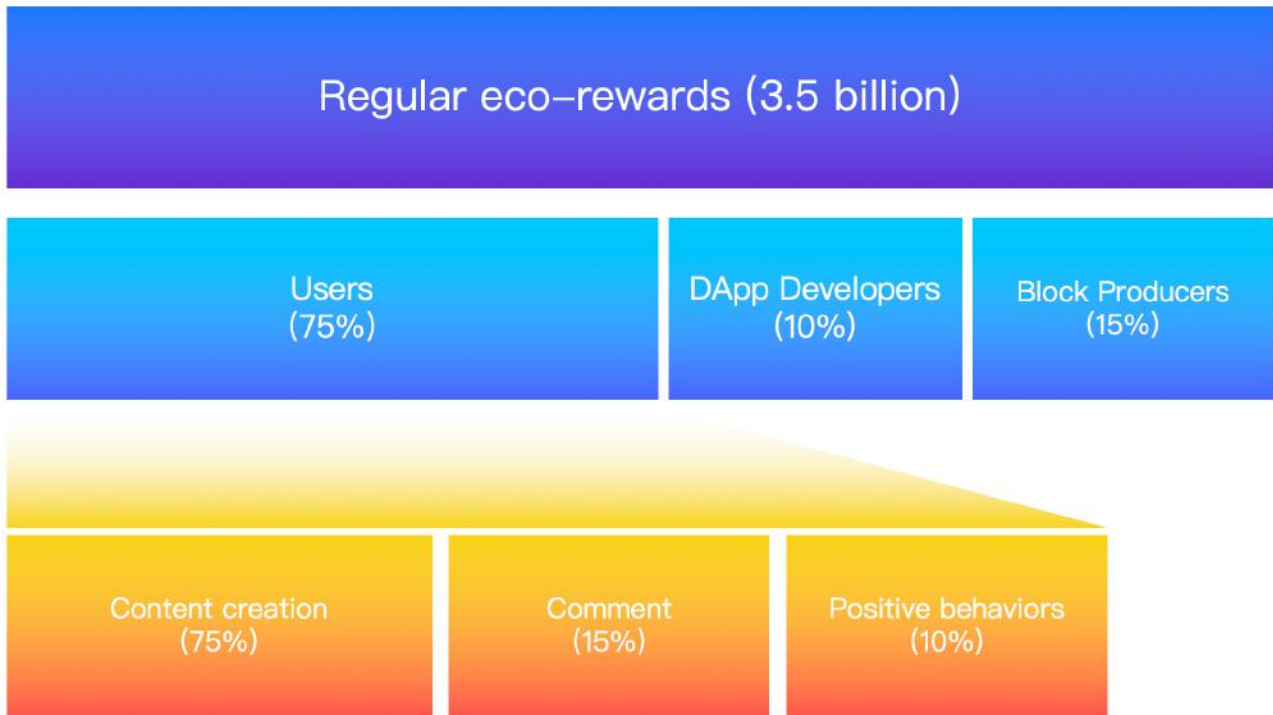 Regular eco–rewards (3.5 billion)
Users
(75%)
DApp Developers
(10%)
Block Producers
(15%)
Content creation
(75%)
Comment
(15%)
Positive behaviors
(10%)